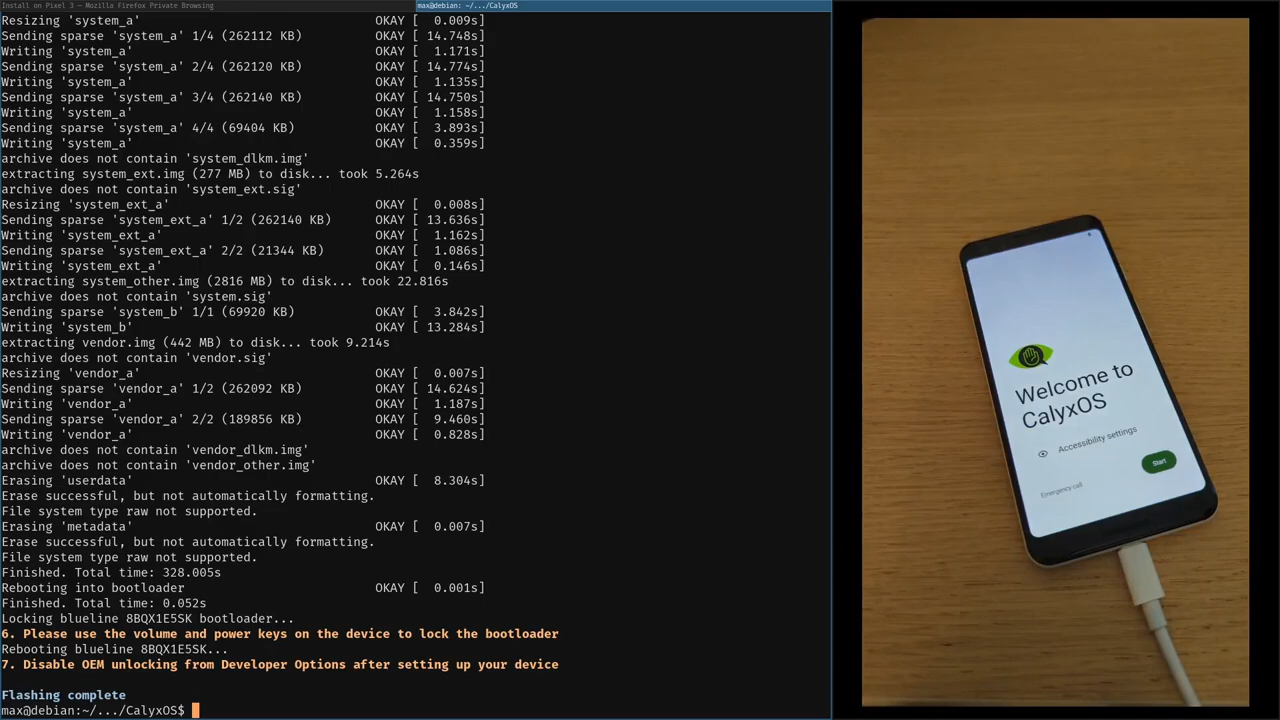 Install on Pixel 3 — Mozilla Firefox Private Browsing
max@debian: ~/.../CalyxOS
Resizing 'system_a' OKAY [ 0.009s]
Sending sparse 'system_a' 1/4 (262112 KB) OKAY [ 14.748s]
Writing 'system_a' OKAY [ 1.171s]
Sending sparse 'system_a' 2/4 (262120 KB) OKAY [ 14.774s]
Writing 'system_a' OKAY [ 1.135s]
Sending sparse 'system_a' 3/4 (262140 KB) OKAY [ 14.750s]
Writing 'system_a' OKAY [ 1.158s]
Sending sparse 'system_a' 4/4 (69404 KB) OKAY [ 3.893s]
Writing 'system_a' OKAY [ 0.359s]
archive does not contain 'system_dlkm.img'
extracting system_ext.img (277 MB) to disk... took 5.264s
archive does not contain 'system_ext.sig'
Resizing 'system_ext_a' OKAY [ 0.008s]
Sending sparse 'system_ext_a' 1/2 (262140 KB) OKAY [ 13.636s]
Writing 'system_ext_a' OKAY [ 1.162s]
Sending sparse 'system_ext_a' 2/2 (21344 KB) OKAY [ 1.086s]
Writing 'system_ext_a' OKAY [ 0.146s]
extracting system_other.img (2816 MB) to disk... took 22.816s
archive does not contain 'system.sig'
Sending sparse 'system_b' 1/1 (69920 KB) OKAY [ 3.842s]
Writing 'system_b' OKAY [ 13.284s]
extracting vendor.img (442 MB) to disk... took 9.214s
archive does not contain 'vendor.sig'
Resizing 'vendor_a' OKAY [ 0.007s]
Sending sparse 'vendor_a' 1/2 (262092 KB) OKAY [ 14.624s]
Writing 'vendor_a' OKAY [ 1.187s]
Sending sparse 'vendor_a' 2/2 (189856 KB) OKAY [ 9.460s]
Writing 'vendor_a' OKAY [ 0.828s]
archive does not contain 'vendor_dlkm.img'
archive does not contain 'vendor_other.img'
Erasing 'userdata' OKAY [ 8.304s]
Erase successful, but not automatically formatting.
File system type raw not supported.
Erasing 'metadata' OKAY [ 0.007s]
Erase successful, but not automatically formatting.
File system type raw not supported.
Finished. Total time: 328.005s
Rebooting into bootloader OKAY [ 0.001s]
Finished. Total time: 0.052s
Locking blueline 8BQX1E5SK bootloader...
6. Please use the volume and power keys on the device to lock the bootloader
Rebooting blueline 8BQX1E5SK...
7. Disable OEM unlocking from Developer Options after setting up your device
Flashing complete
max@debian:~/.../CalyxOS$
Welcome to
CalyxOS
Accessibility settings
Start
Emergency call